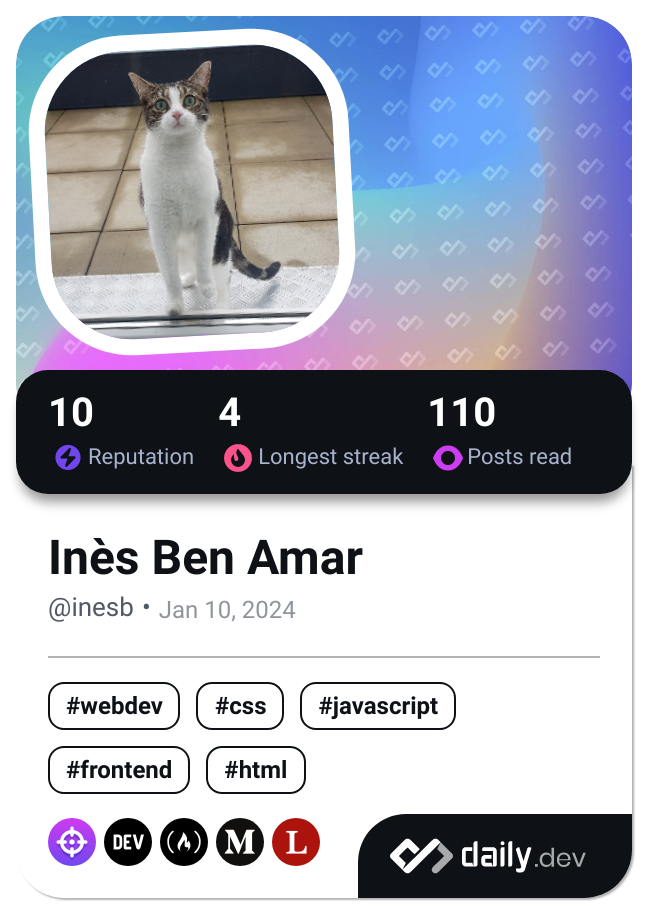 10 4 110
Reputation Longest streak Posts read
Inès Ben Amar
@inesb • Jan 10, 2024
#webdev #css #javascript
#frontend #html
DEV M L
daily.dev